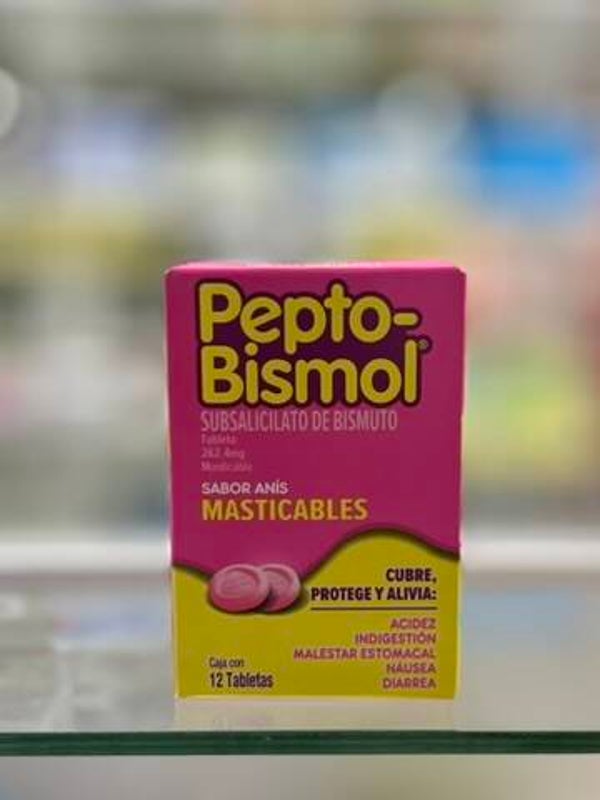 Pepto-
Bismol®
SUBSALICILATO DE BISMUTO
Tableta
262.4mg
Masticable
SABOR ANÍS
MASTICABLES
CUBRE,
PROTEGE Y ALIVIA:
ACIDEZ
INDIGESTIÓN
MALESTAR ESTOMACAL
NÁUSEA
DIARREA
Caja con
12 Tabletas